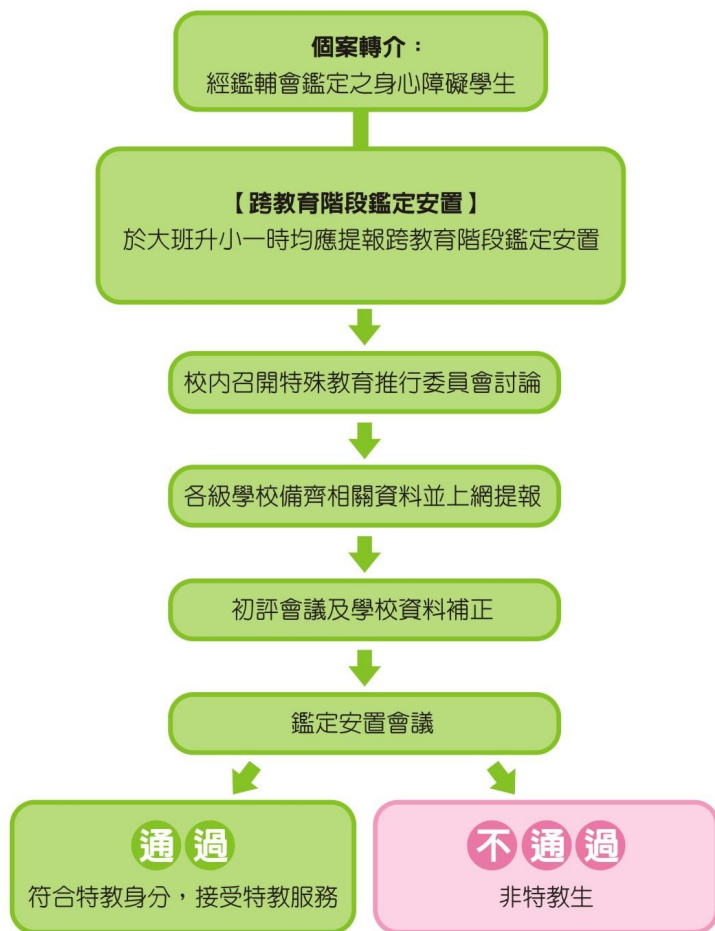 個案轉介：
經鑑輔會鑑定之身心障礙學生
【跨教育階段鑑定安置】
於大班升小一時均應提報跨教育階段鑑定安置
校內召開特殊教育推行委員會討論
各級學校備齊相關資料並上網提報
初評會議及學校資料補正
鑑定安置會議
通過
符合特教身分，接受特教服務
不通過
非特教生